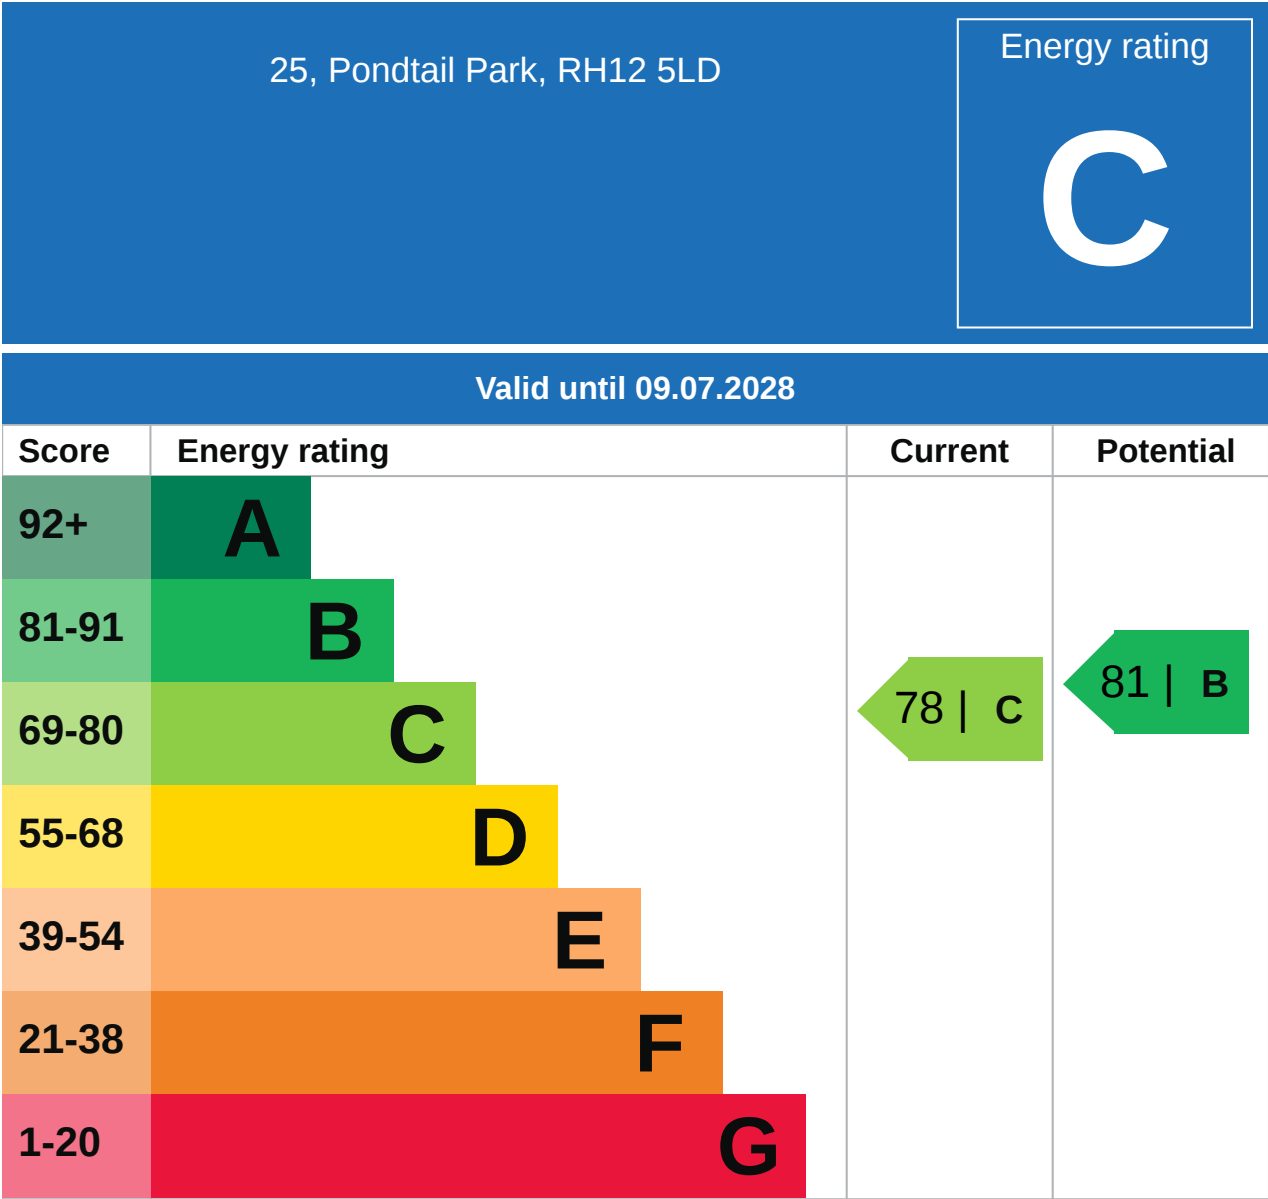 25, Pondtail Park, RH12 5LD
Energy rating
C
Valid until 09.07.2028
Score Energy rating Current Potential
92+ A
81-91 B
69-80 C
78 | C
81 | B
55-68 D
39-54 E
21-38 F
1-20 G